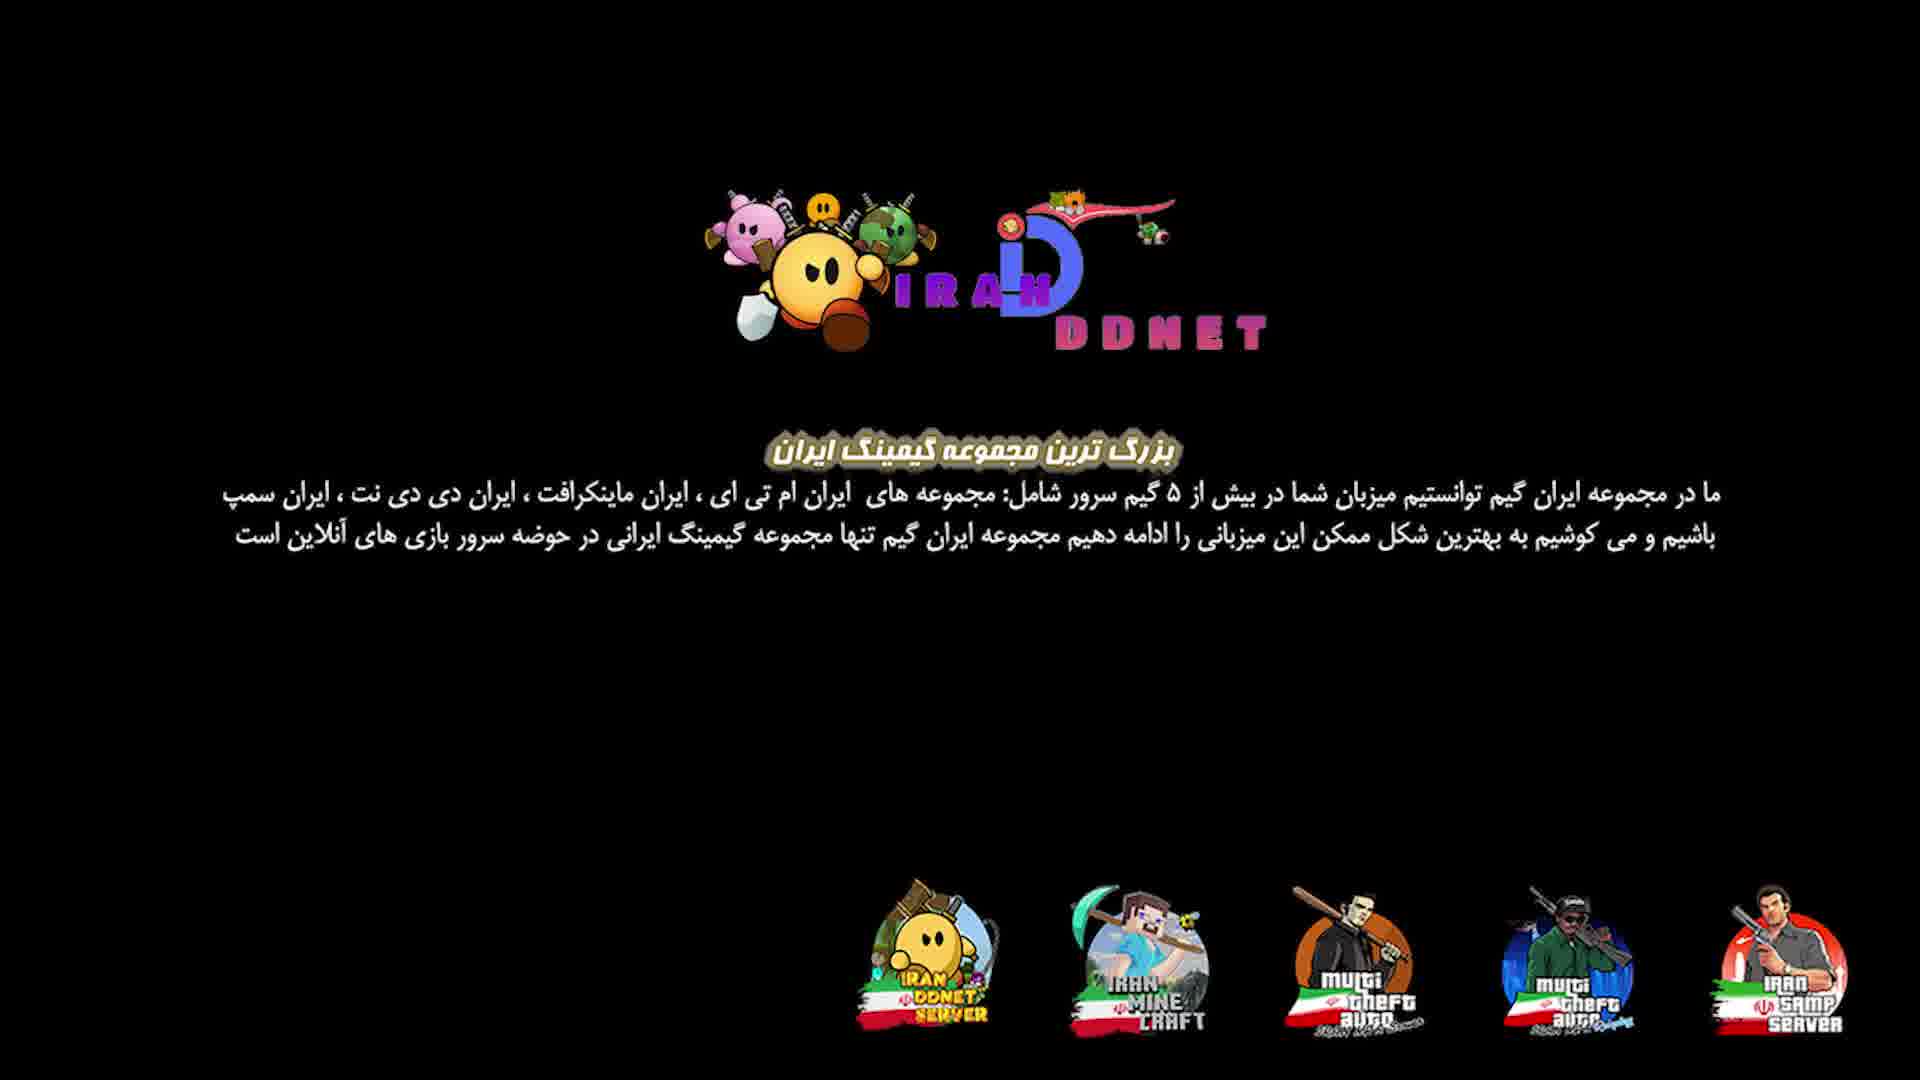 IRAN
DDNET
بزرگ ترین مجموعه گیمینگ ایران
ما در مجموعه ایران گیم توانستیم میزبان شما در بیش از ۵ گیم سرور شامل: مجموعه های ایران ام تی ای ، ایران ماینکرافت ، ایران دی دی نت ، ایران سمپ
باشیم و می کوشیم به بهترین شکل ممکن این میزبانی را ادامه دهیم مجموعه ایران گیم تنها مجموعه گیمینگ ایرانی در حوضه سرور بازی های آنلاین است
IRAN
DDNET
SERVER
IRAN
MINE
CRAFT
multi
theft
auto
multi
theft
auto
IRAN
SAMP
SERVER